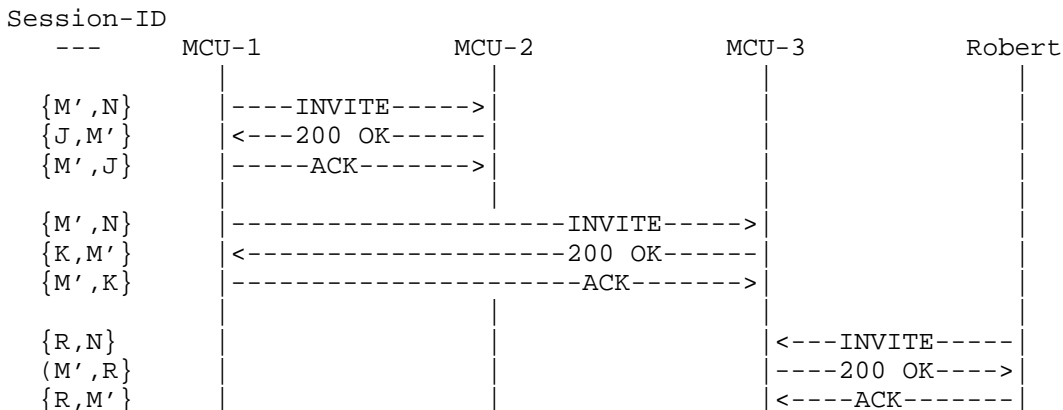 Session-ID
   ---      MCU-1               MCU-2               MCU-3            Robert
              |                   |                   |                  |
  {M',N}      |----INVITE----->|                   |                  |
  {J,M'}      |<---200 OK------|                   |                  |
  {M',J}      |-----ACK------->|                   |                  |
              |                   |                   |                  |
  {M',N}      |---------------------INVITE----->|                  |
  {K,M'}      |<--------------------200 OK------|                  |
  {M',K}      |----------------------ACK------->|                  |
              |                   |                   |                  |
  {R,N}       |                   |                   |<---INVITE-----|
  (M',R}      |                   |                   |----200 OK---->|
  {R,M'}      |                   |                   |<----ACK-------|